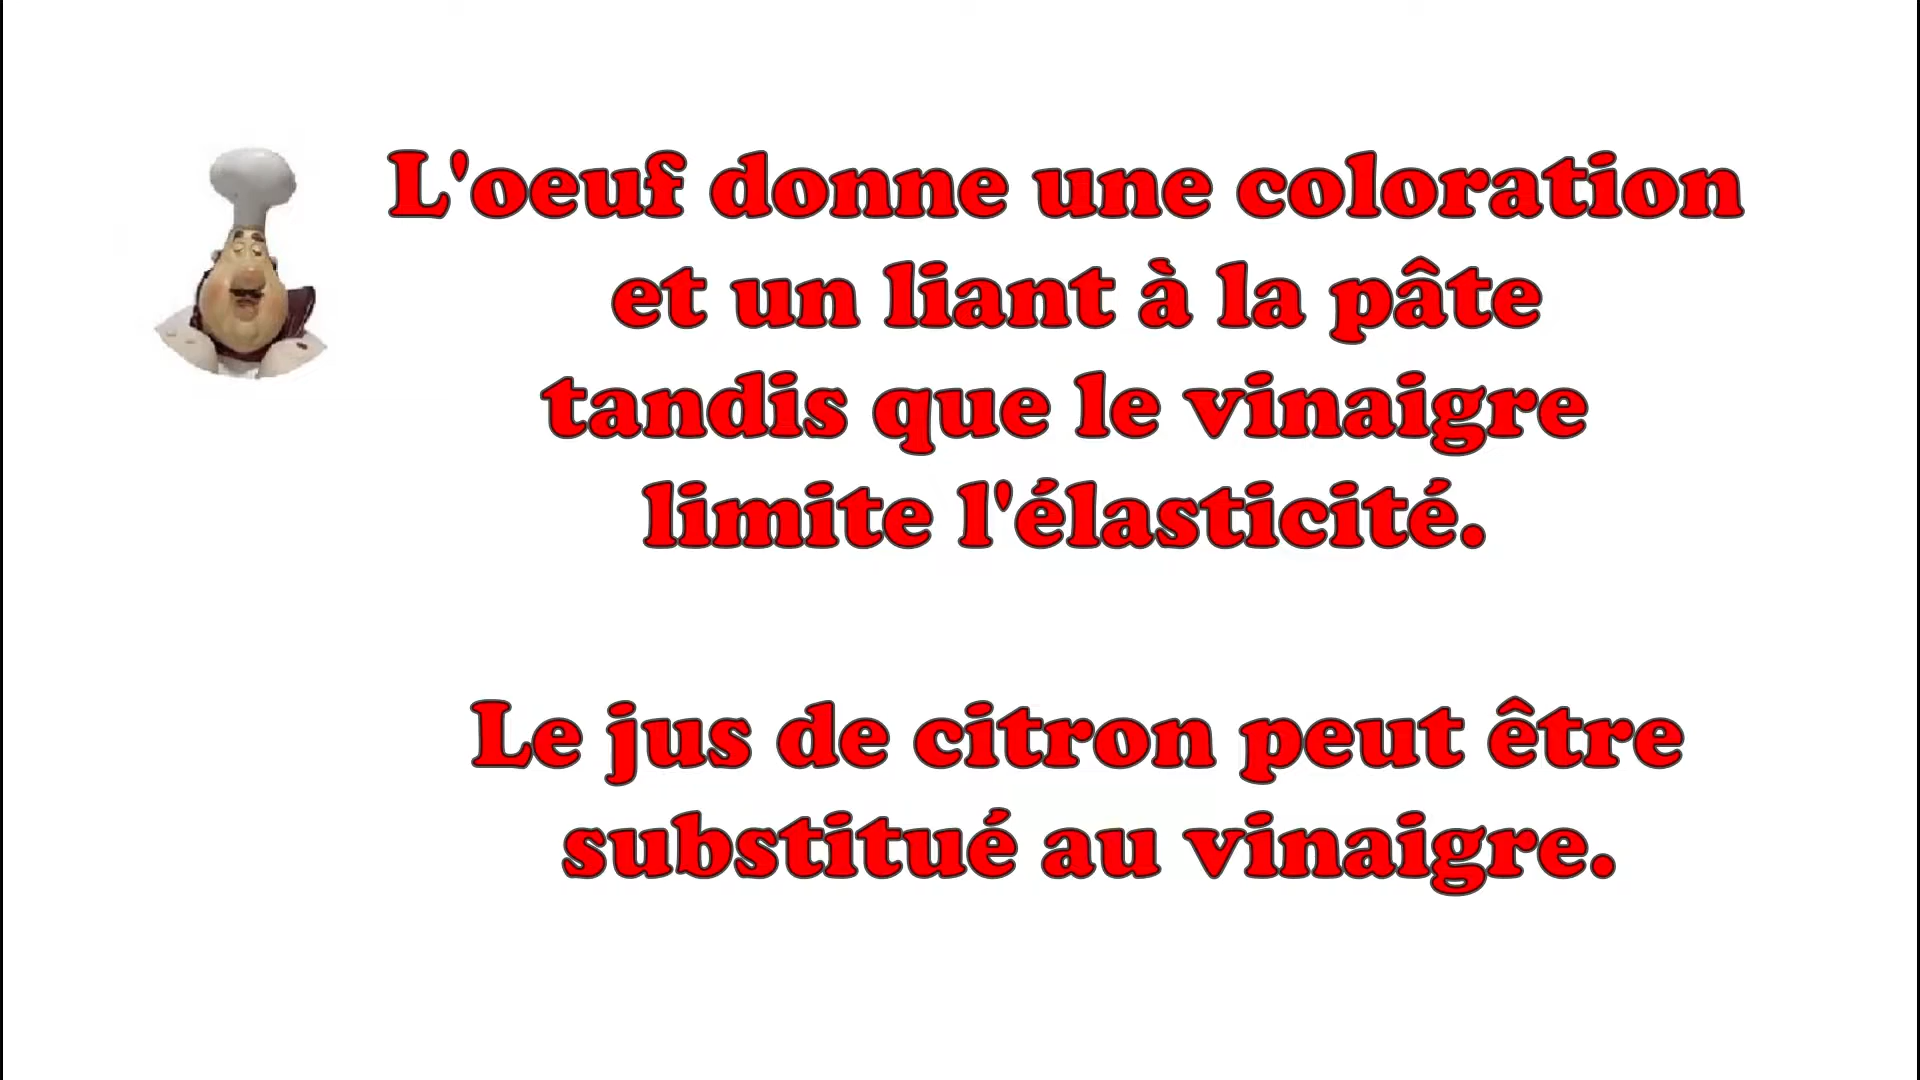 L'oeuf donne une coloration
et un liant à la pâte
tandis que le vinaigre
limite l'élasticité.
Le jus de citron peut être
substitué au vinaigre.